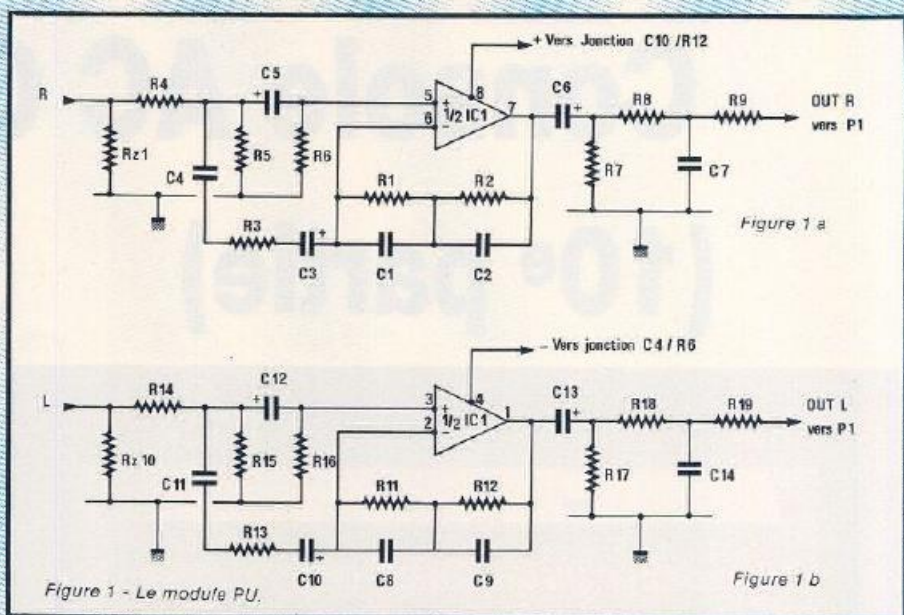 + Vers Jonction C10 /R12
R
R4
C5
5
+
8
7
6
−
1/2 IC1
C6
+
R8
R9
OUT R
vers P1
Rz1
C4
R5
R6
R1
R2
R7
C7
R3
C3
+
C1
C2
Figure 1 a
− Vers jonction C4 / R6
L
R14
C12
+
3
+
4
1
2
−
1/2 IC1
C13
+
R18
R19
OUT L
vers P1
Rz10
C11
R15
R16
R11
R12
R17
C14
R13
C10
+
C8
C9
Figure 1 - Le module PU.
Figure 1 b